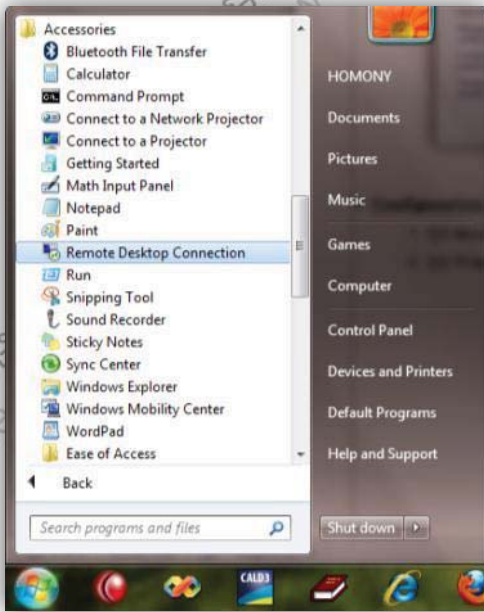 Accessories
Bluetooth File Transfer
Calculator
Command Prompt
Connect to a Network Projector
Connect to a Projector
Getting Started
Math Input Panel
Notepad
Paint
Remote Desktop Connection
Run
Snipping Tool
Sound Recorder
Sticky Notes
Sync Center
Windows Explorer
Windows Mobility Center
WordPad
Ease of Access
Back
Search programs and files
HOMONY
Documents
Pictures
Music
Games
Computer
Control Panel
Devices and Printers
Default Programs
Help and Support
Shut down
CALD3